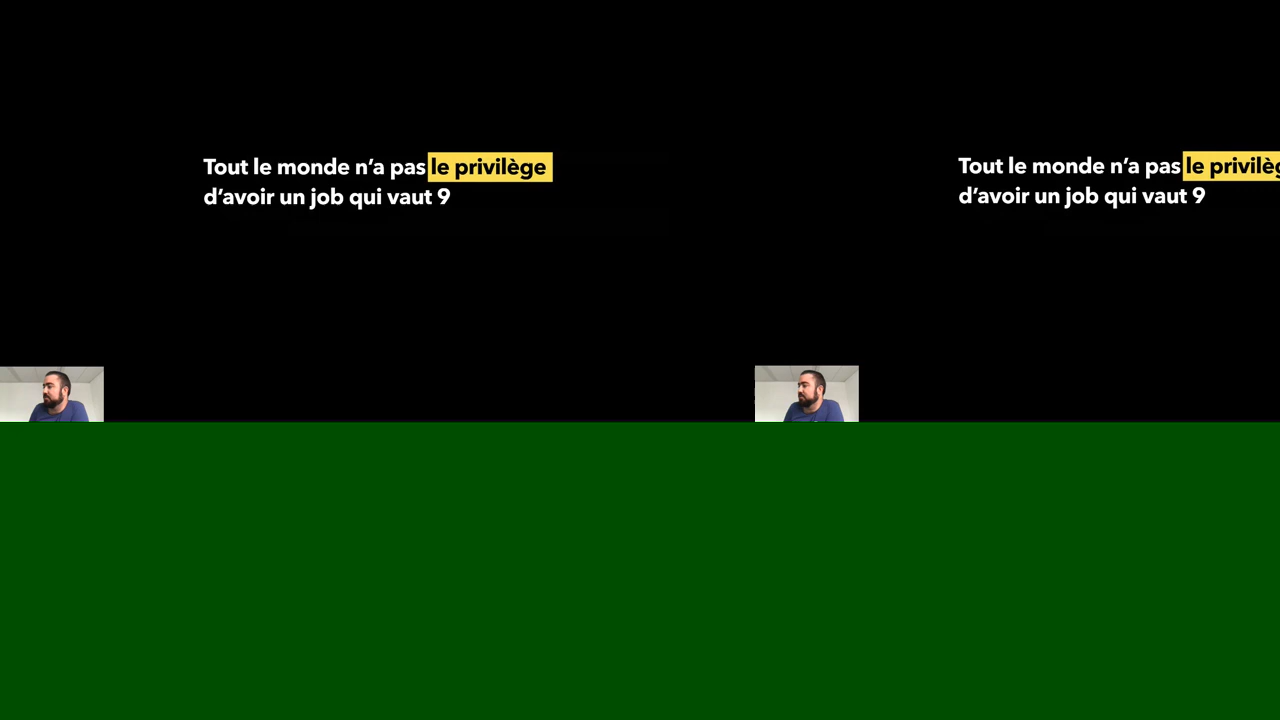 Tout le monde n’a pas le privilège
d’avoir un job qui vaut 9
Tout le monde n’a pas le privilèg
d’avoir un job qui vaut 9